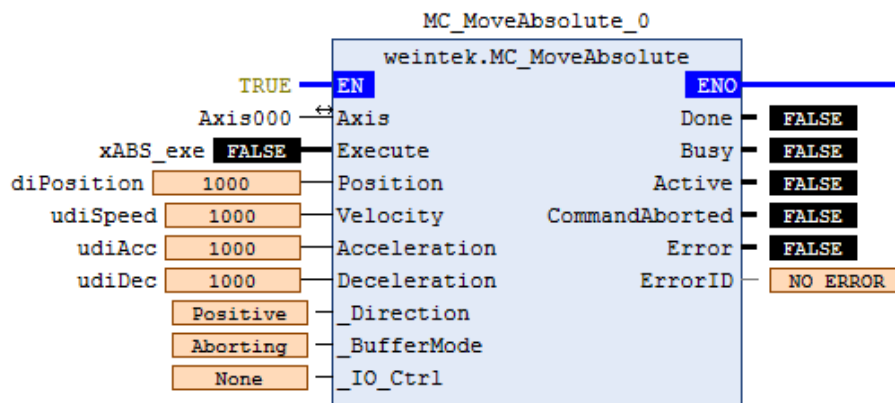 MC_MoveAbsolute_0
weintek.MC_MoveAbsolute
TRUE EN ENO
Axis000 Axis Done FALSE
xABS_exe FALSE Execute Busy FALSE
diPosition 1000 Position Active FALSE
udiSpeed 1000 Velocity CommandAborted FALSE
udiAcc 1000 Acceleration Error FALSE
udiDec 1000 Deceleration ErrorID NO ERROR
Positive _Direction
Aborting _BufferMode
None _IO_Ctrl